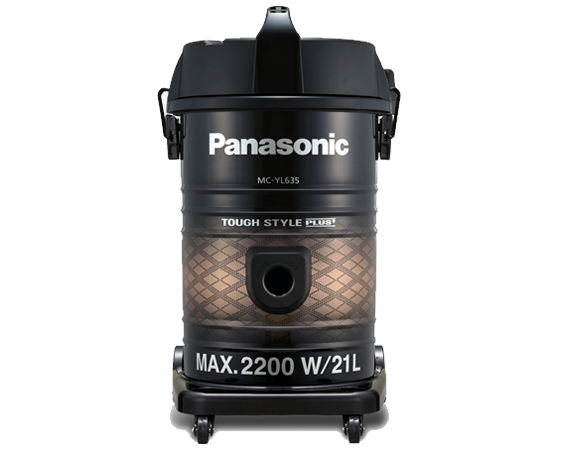 Panasonic
MC-YL635
TOUGH STYLE PLUS+
MAX. 2200 W/21L